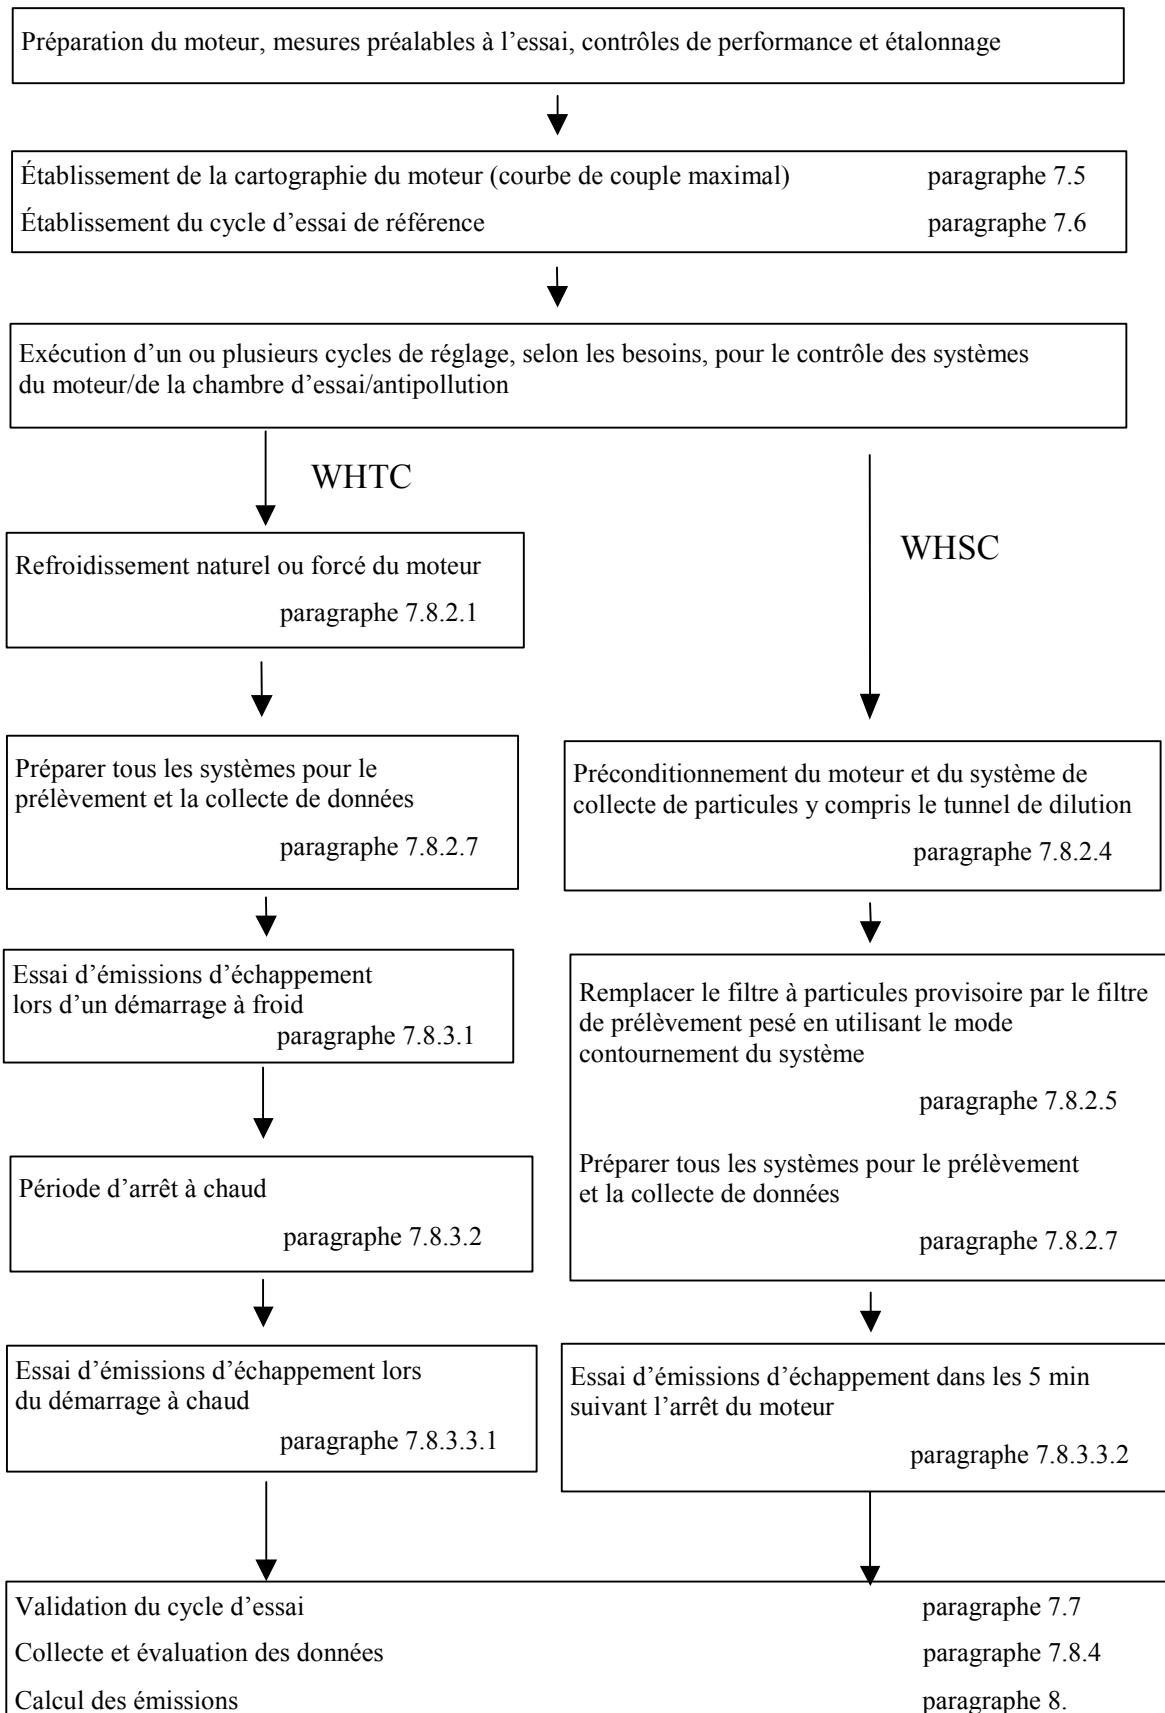 Préparation du moteur, mesures préalables à l’essai, contrôles de performance et étalonnage
Établissement de la cartographie du moteur (courbe de couple maximal) paragraphe 7.5
Établissement du cycle d’essai de référence paragraphe 7.6
Exécution d’un ou plusieurs cycles de réglage, selon les besoins, pour le contrôle des systèmes
du moteur/de la chambre d’essai/antipollution
WHTC
Refroidissement naturel ou forcé du moteur
paragraphe 7.8.2.1
Préparer tous les systèmes pour le
prélèvement et la collecte de données
paragraphe 7.8.2.7
Essai d’émissions d’échappement
lors d’un démarrage à froid
paragraphe 7.8.3.1
Période d’arrêt à chaud
paragraphe 7.8.3.2
Essai d’émissions d’échappement lors
du démarrage à chaud
paragraphe 7.8.3.3.1
WHSC
Préconditionnement du moteur et du système de
collecte de particules y compris le tunnel de dilution
paragraphe 7.8.2.4
Remplacer le filtre à particules provisoire par le filtre
de prélèvement pesé en utilisant le mode
contournement du système
paragraphe 7.8.2.5
Préparer tous les systèmes pour le prélèvement
et la collecte de données
paragraphe 7.8.2.7
Essai d’émissions d’échappement dans les 5 min
suivant l’arrêt du moteur
paragraphe 7.8.3.3.2
Validation du cycle d’essai paragraphe 7.7
Collecte et évaluation des données paragraphe 7.8.4
Calcul des émissions paragraphe 8.